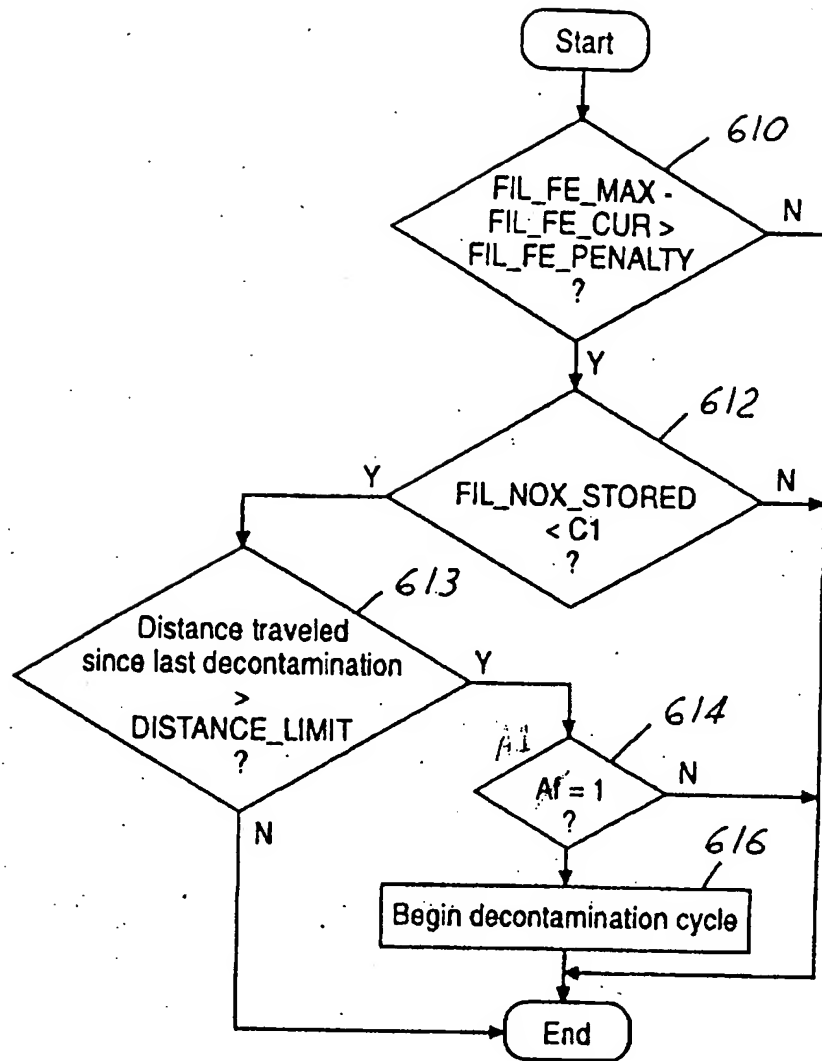 Start
610
FIL_FE_MAX -
FIL_FE_CUR >
FIL_FE_PENALTY
?
N
Y
612
FIL_NOX_STORED
< C1
?
Y
N
613
Distance traveled
since last decontamination
>
DISTANCE_LIMIT
?
Y
N
614
A1
Af = 1
?
N
616
Begin decontamination cycle
End